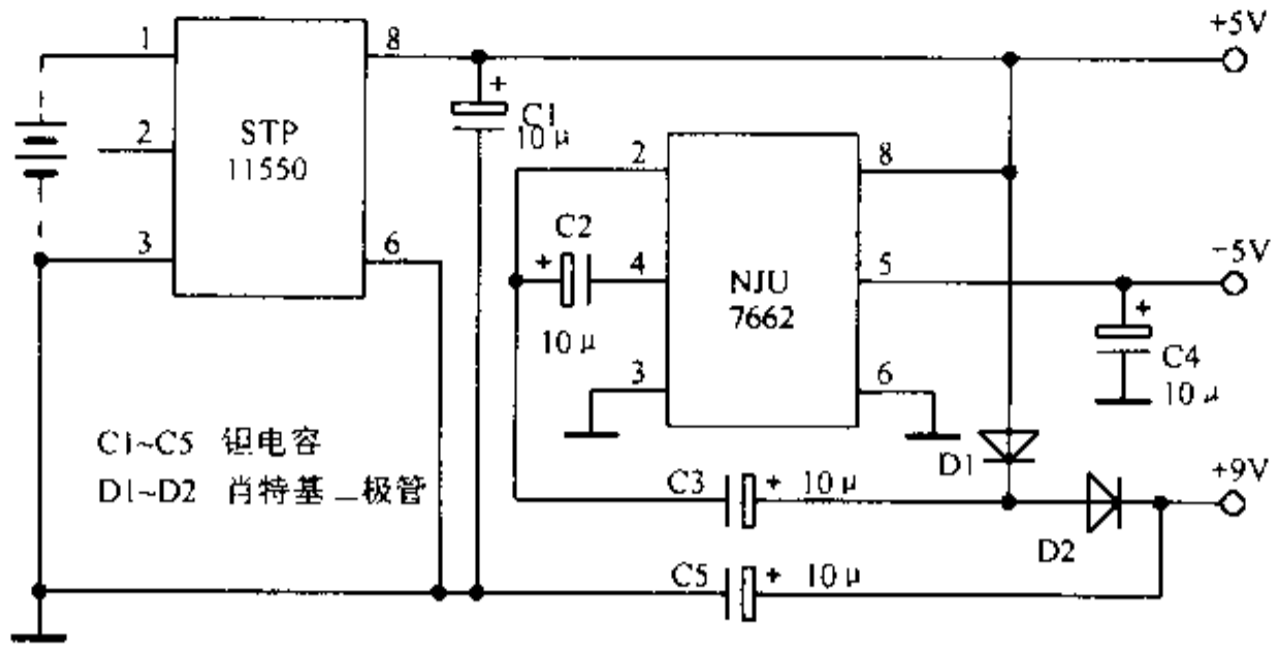 +5V
1
8
+
C1
10μ
2
STP
11550
2
8
C2
+
4
5
-5V
3
6
NJU
7662
+
10μ
C4
10μ
3
6
C1~C5 钽电容
D1~D2 肖特基二极管
D1
+9V
C3
+ 10μ
D2
C5
+ 10μ